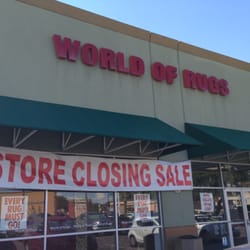 WORLD OF RUGS
STORE CLOSING SALE
EVERY
RUG
MUST
GO!